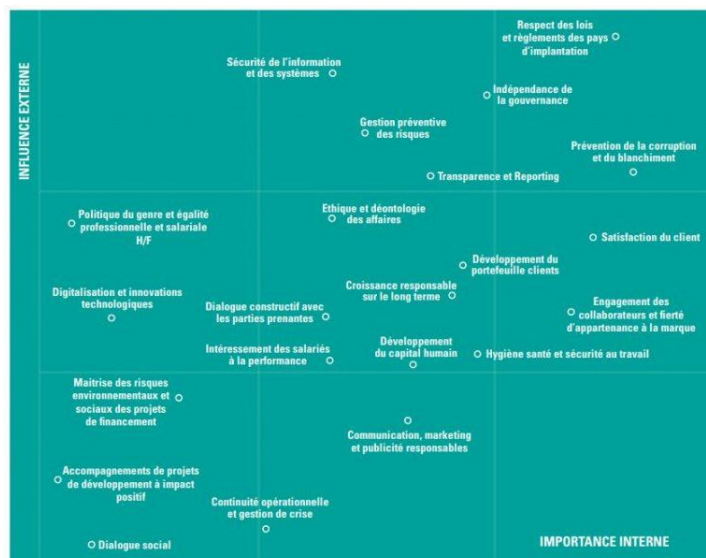 INFLUENCE EXTERNE
Respect des lois
et règlements des pays
d'implantation
Sécurité de l'information
et des systèmes
Indépendance de
la gouvernance
Gestion préventive
des risques
Prévention de la corruption
et du blanchiment
Transparence et Reporting
Politique du genre et égalité
professionnelle et salariale
H/F
Ethique et déontologie
des affaires
Satisfaction du client
Développement du
portefeuille clients
Digitalisation et innovations
technologiques
Croissance responsable
sur le long terme
Dialogue constructif avec
les parties prenantes
Engagement des
collaborateurs et fierté
d'appartenance à la marque
Intéressement des salariés
à la performance
Développement
du capital humain
Hygiène santé et sécurité au travail
Maitrise des risques
environnementaux et
sociaux des projets
de financement
Communication, marketing
et publicité responsables
Accompagnements de projets
de développement à impact
positif
Continuité opérationnelle
et gestion de crise
Dialogue social
IMPORTANCE INTERNE